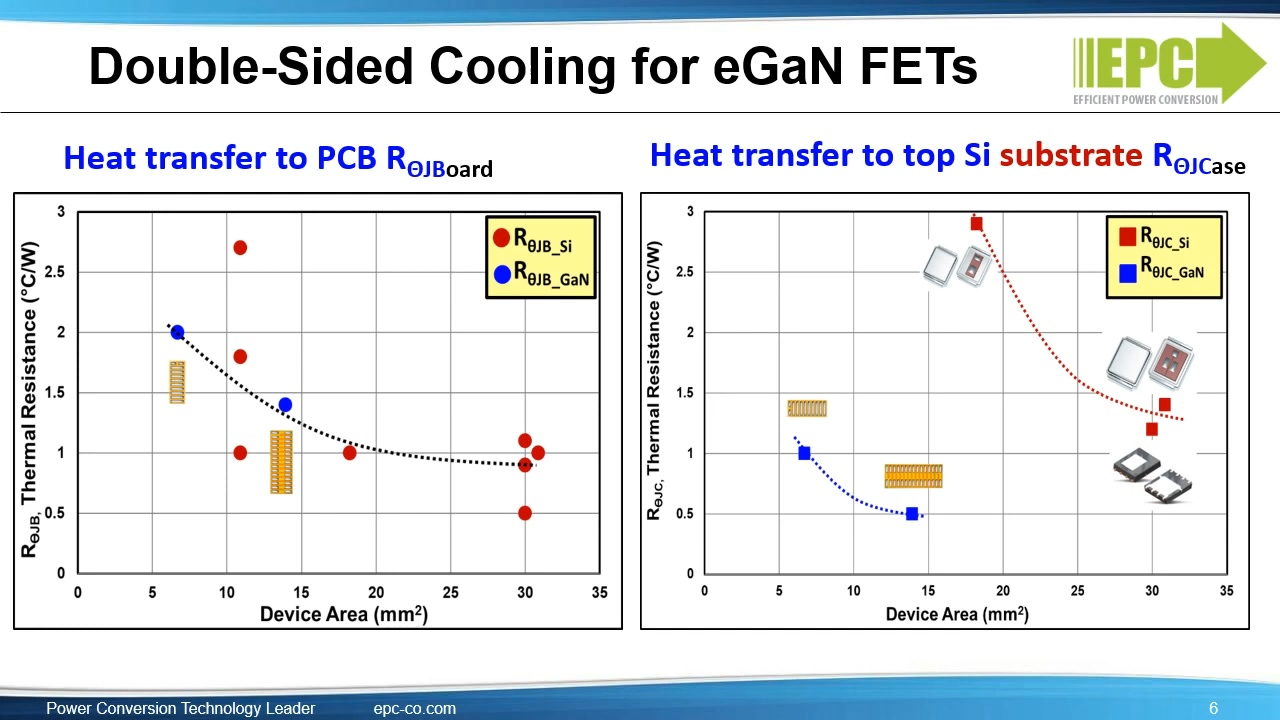 Double-Sided Cooling for eGaN FETs
EPC
EFFICIENT POWER CONVERSION
Heat transfer to PCB RΘJBoard
3
2.5
2
1.5
1
0.5
0
0 5 10 15 20 25 30 35
RΘJB, Thermal Resistance (°C/W)
Device Area (mm²)
RθJB_Si
RθJB_GaN
Heat transfer to top Si substrate RΘJCase
3
2.5
2
1.5
1
0.5
0
0 5 10 15 20 25 30 35
RΘJC, Thermal Resistance (°C/W)
Device Area (mm²)
RθJC_Si
RθJC_GaN
Power Conversion Technology Leader epc-co.com 6